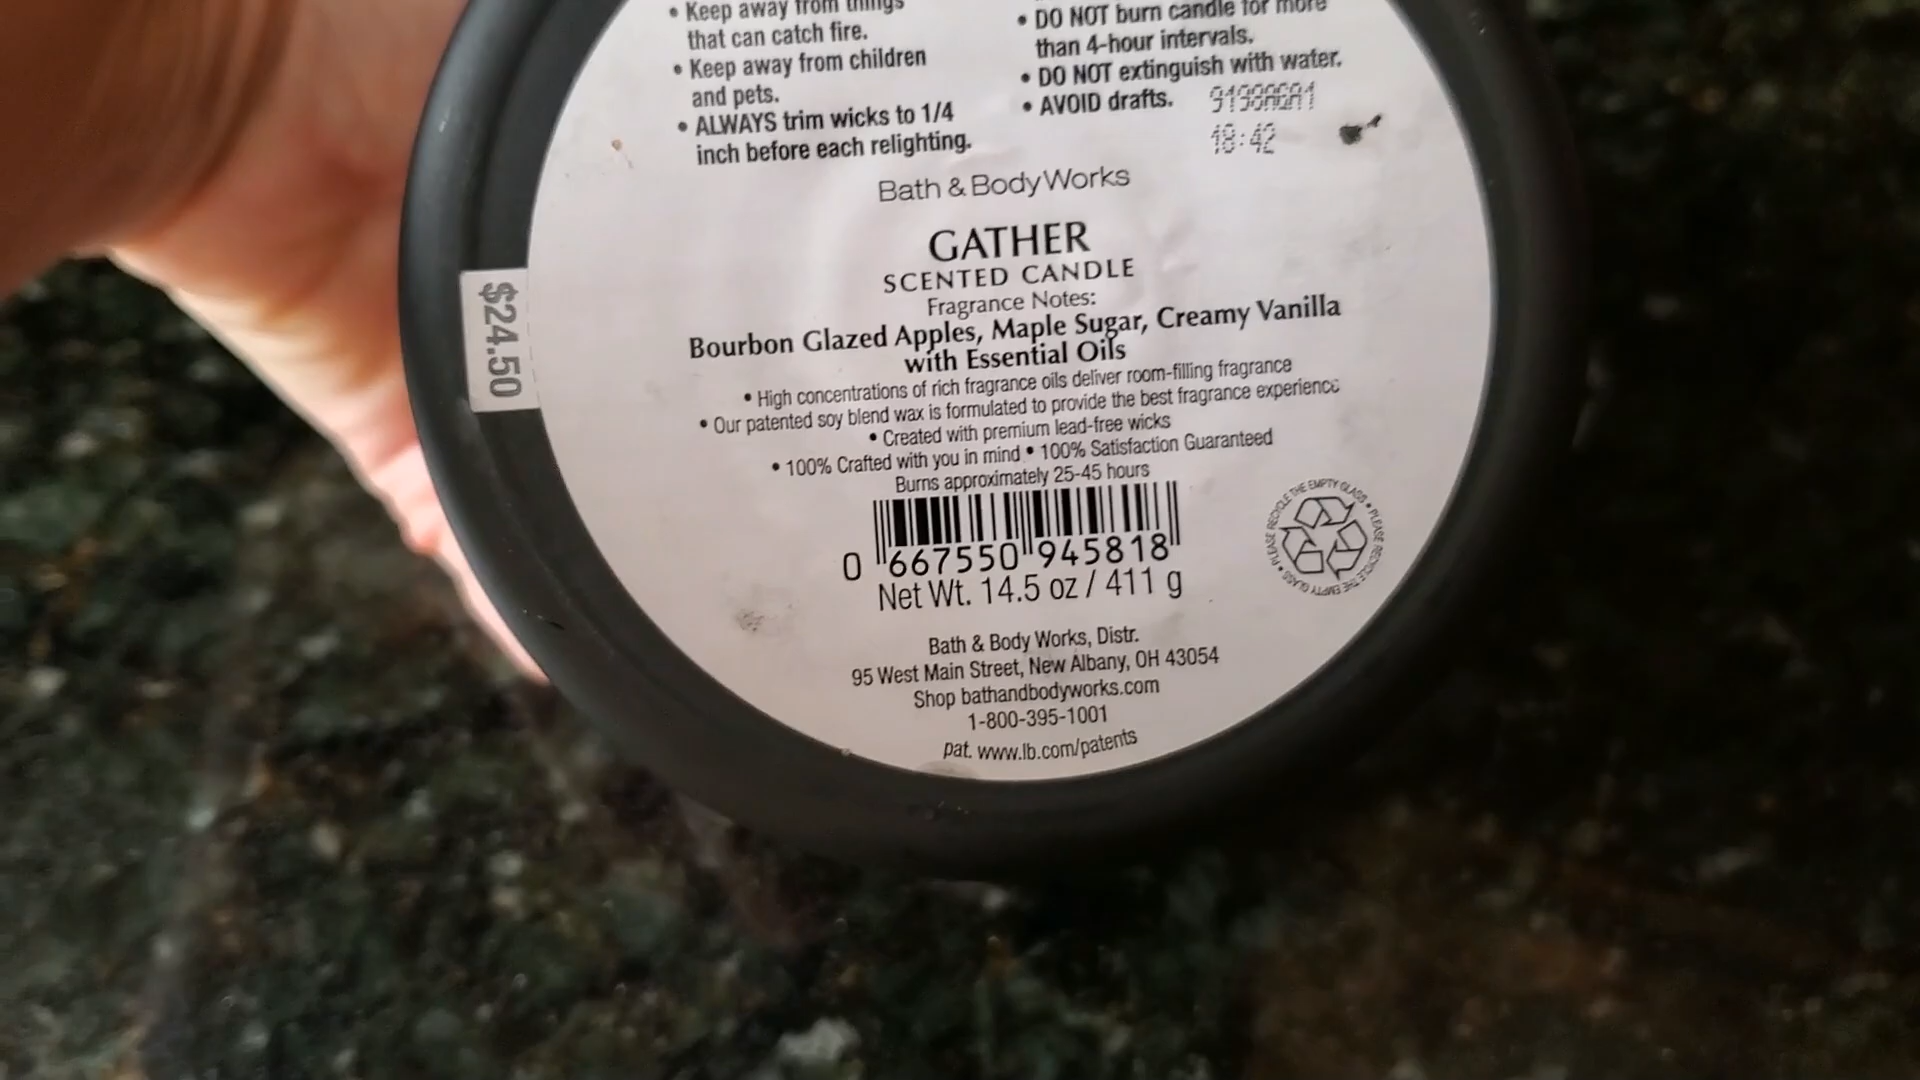 • Keep away from things
that can catch fire.
• Keep away from children
and pets.
• ALWAYS trim wicks to 1/4
inch before each relighting.
• DO NOT burn candle for more
than 4-hour intervals.
• DO NOT extinguish with water.
• AVOID drafts.
18:42
Bath & Body Works
GATHER
SCENTED CANDLE
Fragrance Notes:
Bourbon Glazed Apples, Maple Sugar, Creamy Vanilla
with Essential Oils
• High concentrations of rich fragrance oils deliver room-filling fragrance
• Our patented soy blend wax is formulated to provide the best fragrance experience
• Created with premium lead-free wicks
• 100% Crafted with you in mind • 100% Satisfaction Guaranteed
Burns approximately 25-45 hours
0 667550 945818
Net Wt. 14.5 oz / 411 g
Bath & Body Works, Distr.
95 West Main Street, New Albany, OH 43054
Shop bathandbodyworks.com
1-800-395-1001
pat. www.lb.com/patents
$24.50
PLEASE RECYCLE THE EMPTY GLASS • PLEASE RECYCLE THE EMPTY GLASS •